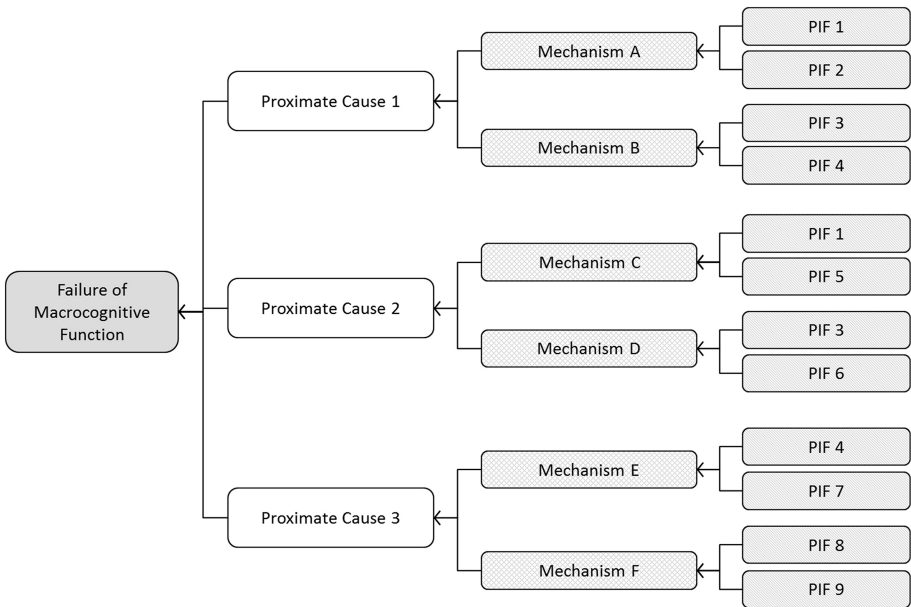 Failure of
Macrocognitive
Function
Proximate Cause 1
Mechanism A
PIF 1
PIF 2
Mechanism B
PIF 3
PIF 4
Proximate Cause 2
Mechanism C
PIF 1
PIF 5
Mechanism D
PIF 3
PIF 6
Proximate Cause 3
Mechanism E
PIF 4
PIF 7
Mechanism F
PIF 8
PIF 9